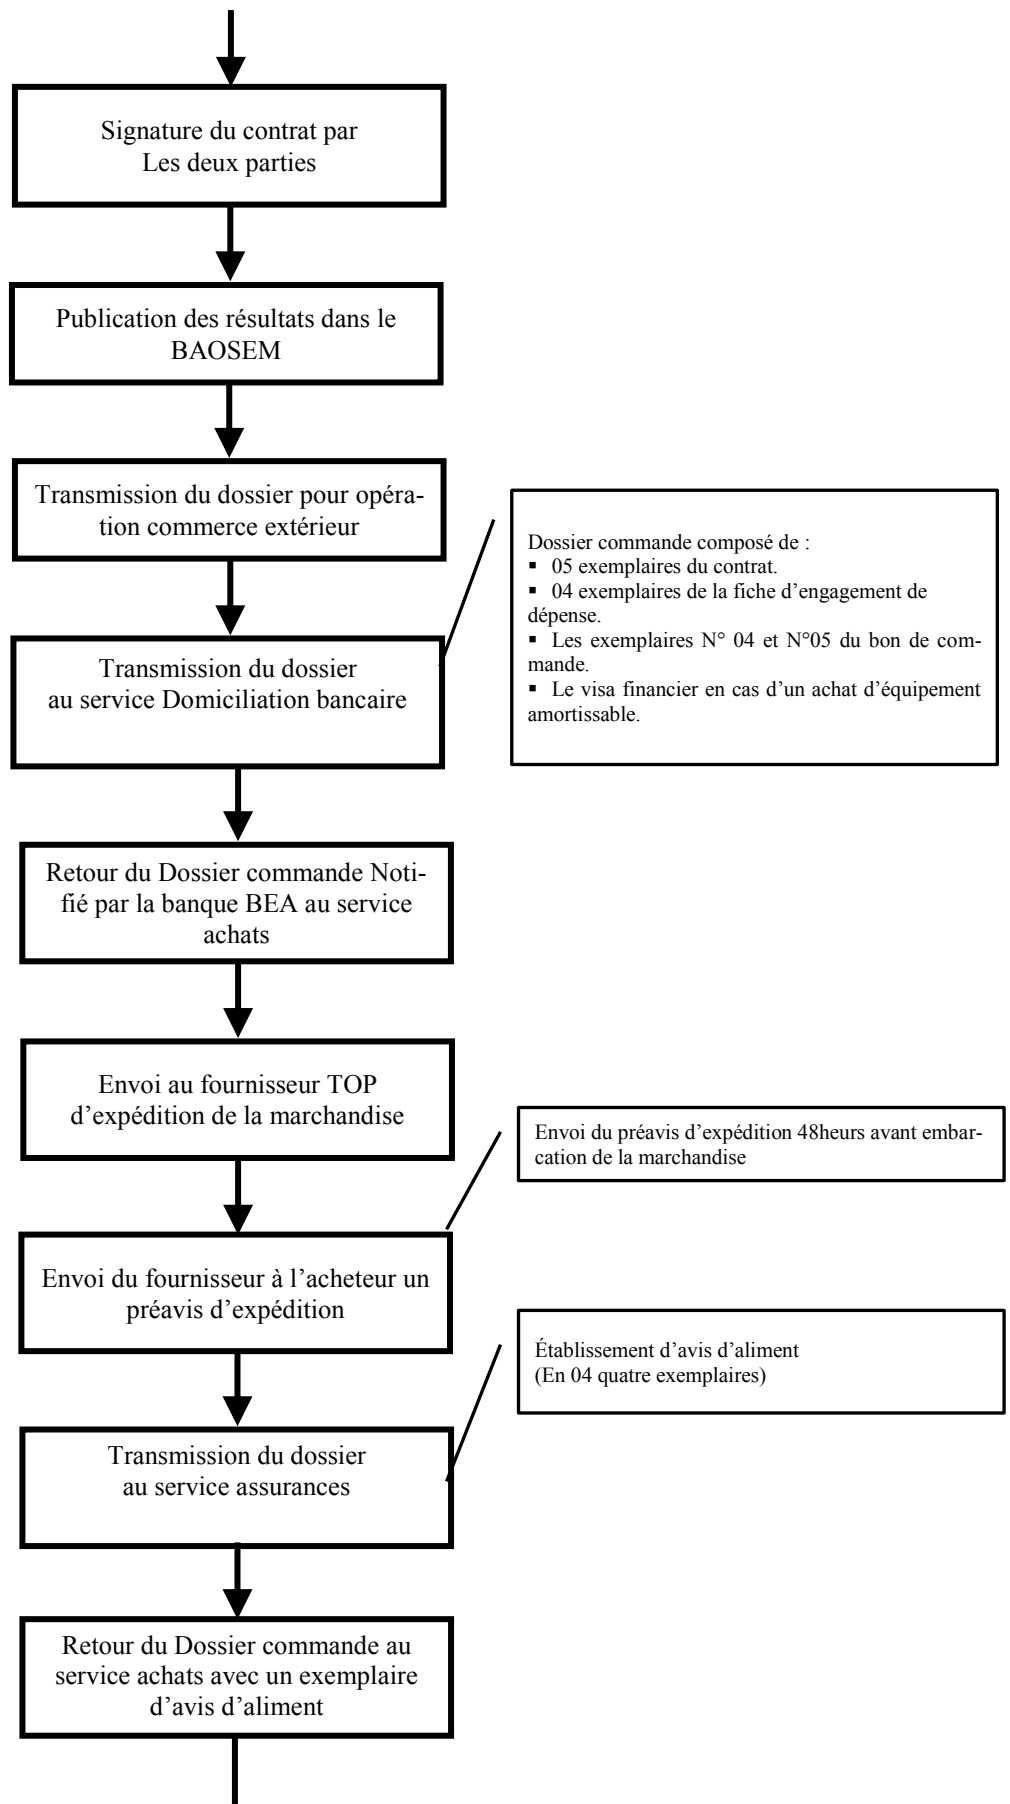 Signature du contrat par
Les deux parties
Publication des résultats dans le
BAOSEM
Transmission du dossier pour opéra-
tion commerce extérieur
Dossier commande composé de :
▪ 05 exemplaires du contrat.
▪ 04 exemplaires de la fiche d’engagement de
dépense.
▪ Les exemplaires N° 04 et N°05 du bon de com-
mande.
▪ Le visa financier en cas d’un achat d’équipement
amortissable.
Transmission du dossier
au service Domiciliation bancaire
Retour du Dossier commande Noti-
fié par la banque BEA au service
achats
Envoi au fournisseur TOP
d’expédition de la marchandise
Envoi du préavis d’expédition 48heurs avant embar-
cation de la marchandise
Envoi du fournisseur à l’acheteur un
préavis d’expédition
Établissement d’avis d’aliment
(En 04 quatre exemplaires)
Transmission du dossier
au service assurances
Retour du Dossier commande au
service achats avec un exemplaire
d’avis d’aliment